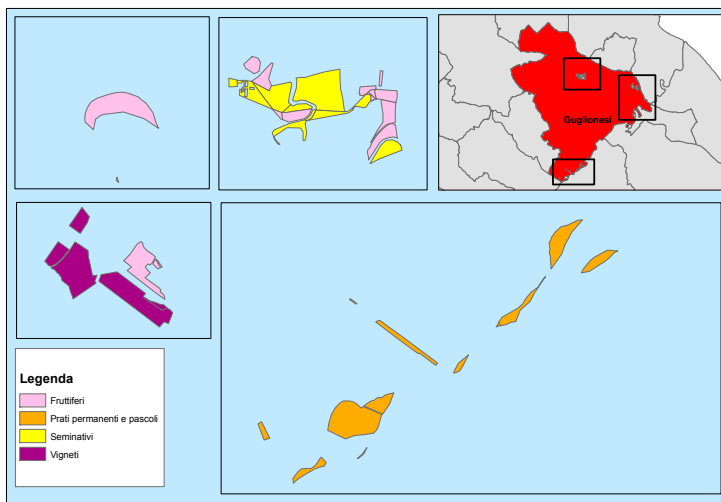 Guglionesi
Legenda
Fruttiferi
Prati permanenti e pascoli
Seminativi
Vigneti